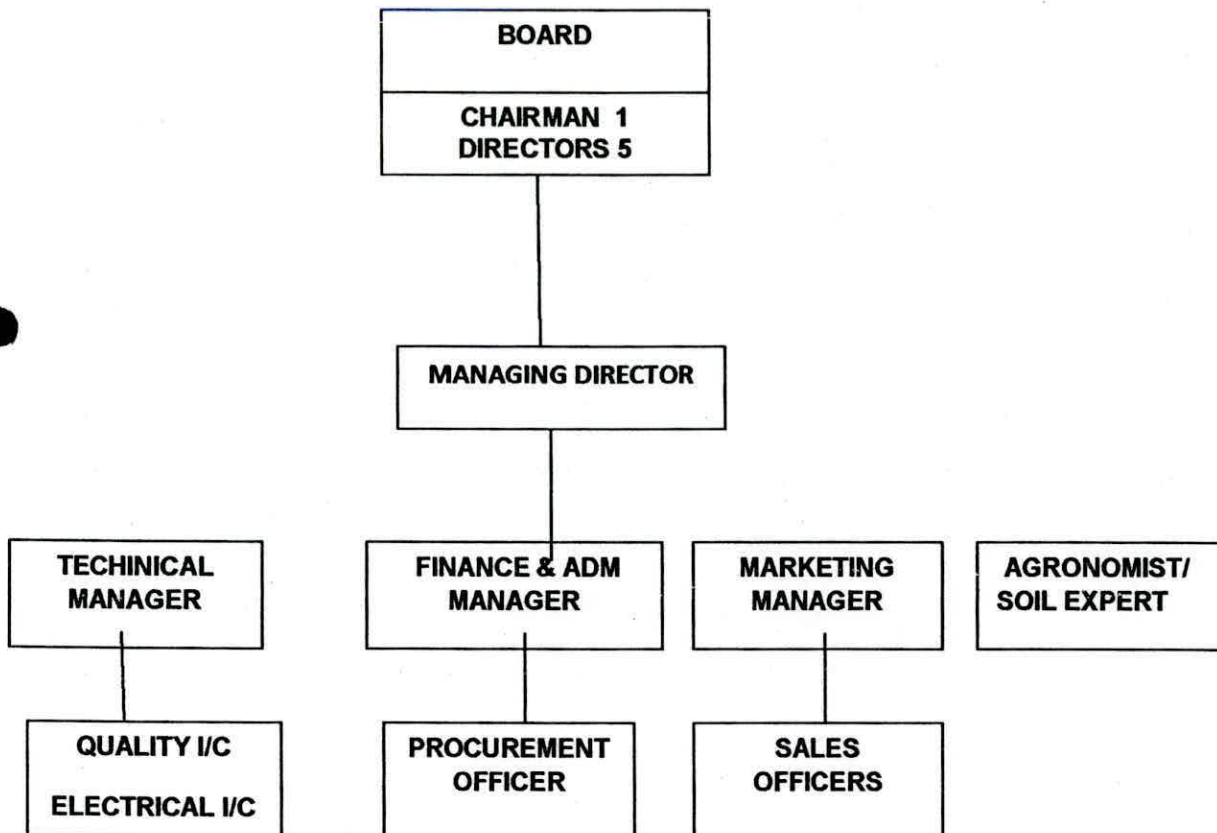 BOARD
CHAIRMAN 1
DIRECTORS 5
MANAGING DIRECTOR
TECHINICAL
MANAGER
FINANCE & ADM
MANAGER
MARKETING
MANAGER
AGRONOMIST/
SOIL EXPERT
QUALITY I/C
ELECTRICAL I/C
PROCUREMENT
OFFICER
SALES
OFFICERS